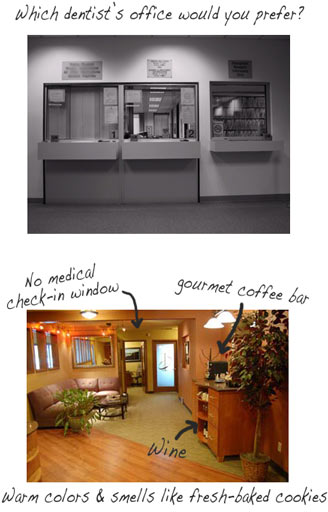 Which dentist's office would you prefer?
No medical
check-in window
gourmet coffee bar
Wine
Warm colors & smells like fresh-baked cookies